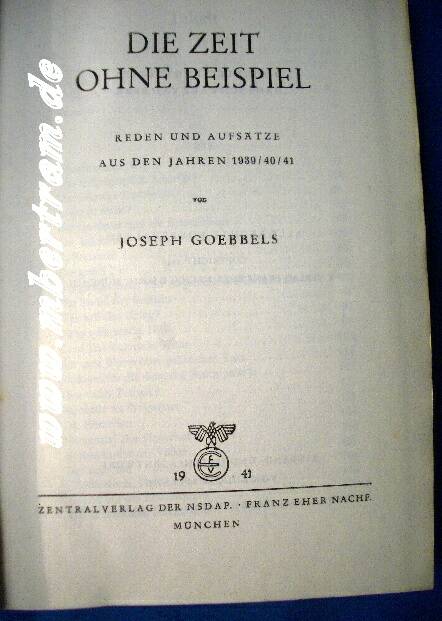 DIE ZEIT
OHNE BEISPIEL
REDEN UND AUFSÄTZE
AUS DEN JAHREN 1939/40/41
VON
JOSEPH GOEBBELS
19 41
ZENTRALVERLAG DER NSDAP. · FRANZ EHER NACHF.
MÜNCHEN
www.mbertram.de